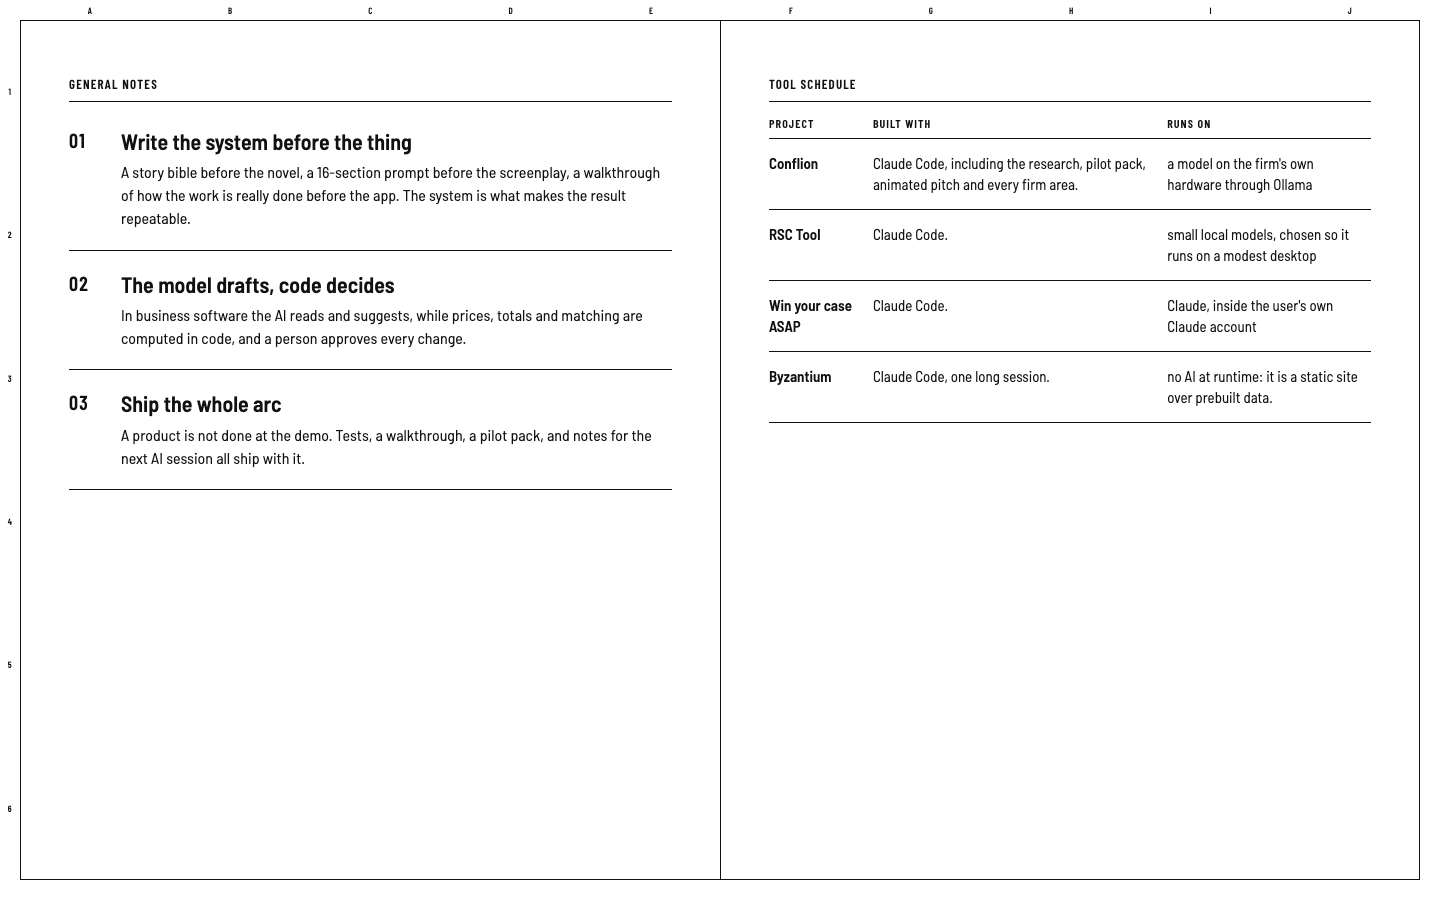 A B C D E F G H I J
1
2
3
4
5
6
GENERAL NOTES
01 Write the system before the thing
A story bible before the novel, a 16-section prompt before the screenplay, a walkthrough
of how the work is really done before the app. The system is what makes the result
repeatable.
02 The model drafts, code decides
In business software the AI reads and suggests, while prices, totals and matching are
computed in code, and a person approves every change.
03 Ship the whole arc
A product is not done at the demo. Tests, a walkthrough, a pilot pack, and notes for the
next AI session all ship with it.
TOOL SCHEDULE
PROJECT BUILT WITH RUNS ON
Conflion Claude Code, including the research, pilot pack, a model on the firm's own
animated pitch and every firm area. hardware through Ollama
RSC Tool Claude Code. small local models, chosen so it
runs on a modest desktop
Win your case Claude Code. Claude, inside the user's own
ASAP Claude account
Byzantium Claude Code, one long session. no AI at runtime: it is a static site
over prebuilt data.